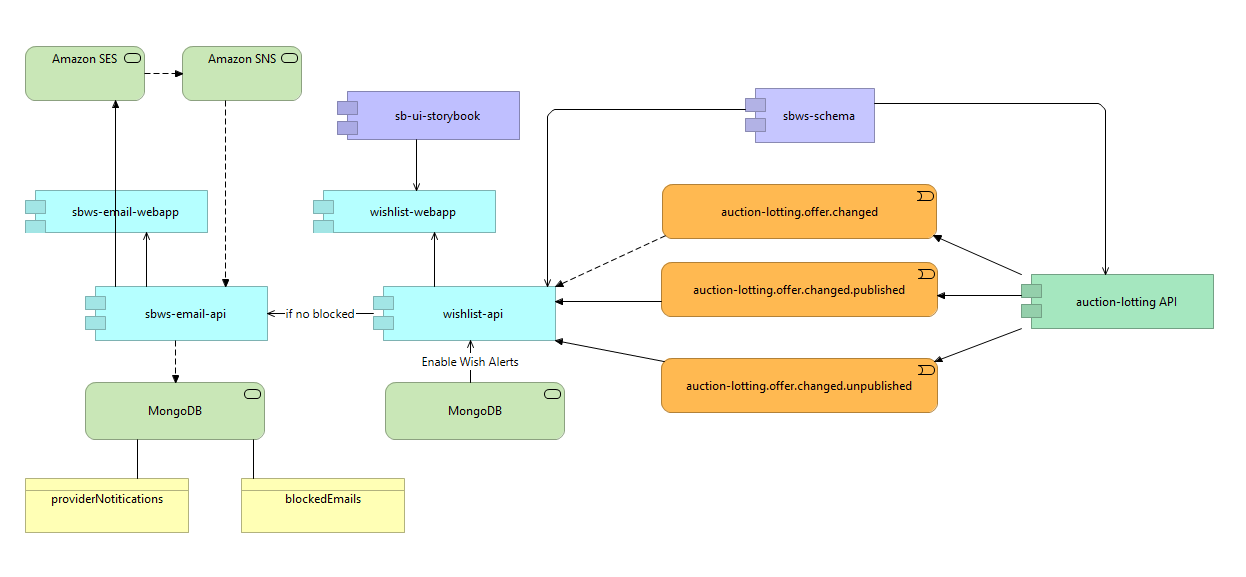 Amazon SES
Amazon SNS
sb-ui-storybook
sbws-schema
sbws-email-webapp
wishlist-webapp
auction-lotting.offer.changed
auction-lotting.offer.changed.published
auction-lotting API
sbws-email-api
if no blocked
wishlist-api
Enable Wish Alerts
auction-lotting.offer.changed.unpublished
MongoDB
MongoDB
providerNotitications
blockedEmails